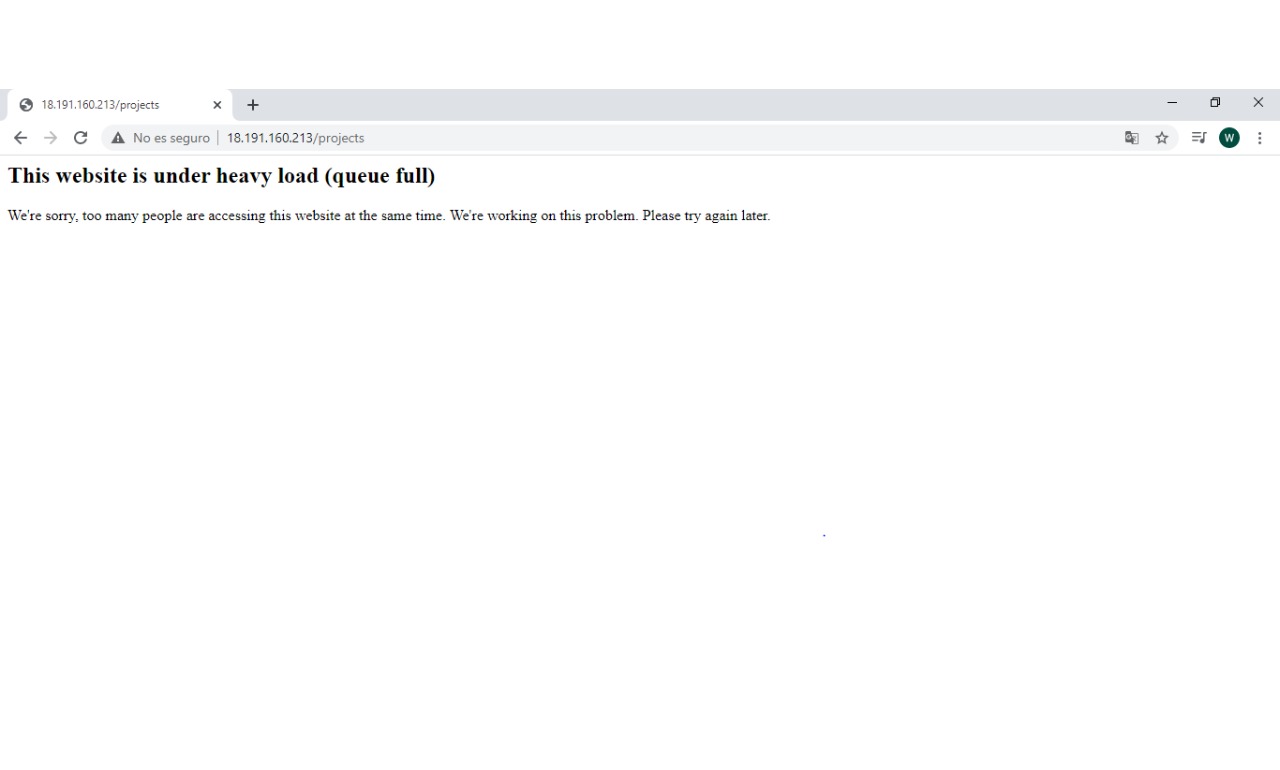 18.191.160.213/projects
No es seguro | 18.191.160.213/projects
W
This website is under heavy load (queue full)
We're sorry, too many people are accessing this website at the same time. We're working on this problem. Please try again later.